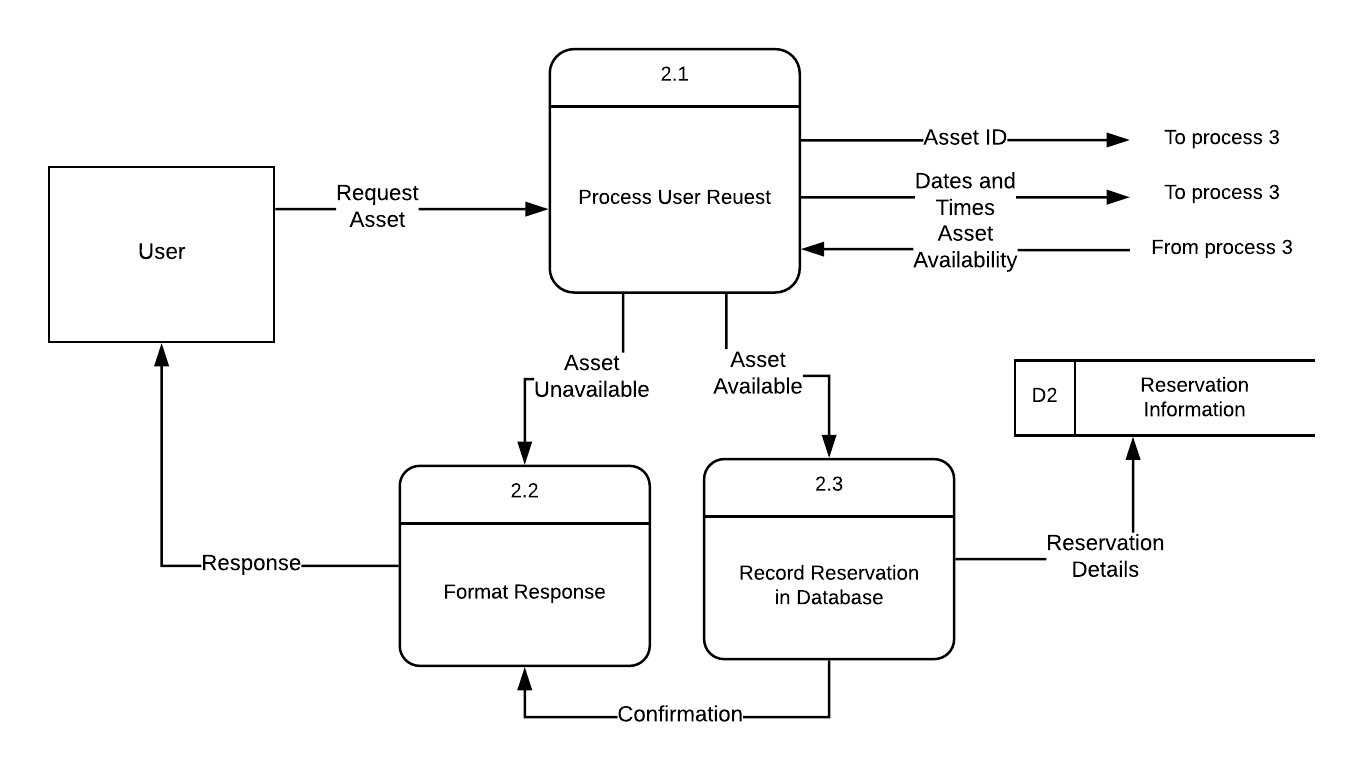 2.1
Process User Reuest
User
Request
Asset
Asset ID
To process 3
Dates and
Times
To process 3
Asset
Availability
From process 3
Asset
Unavailable
Asset
Available
D2
Reservation
Information
2.2
Format Response
2.3
Record Reservation
in Database
Reservation
Details
Response
Confirmation